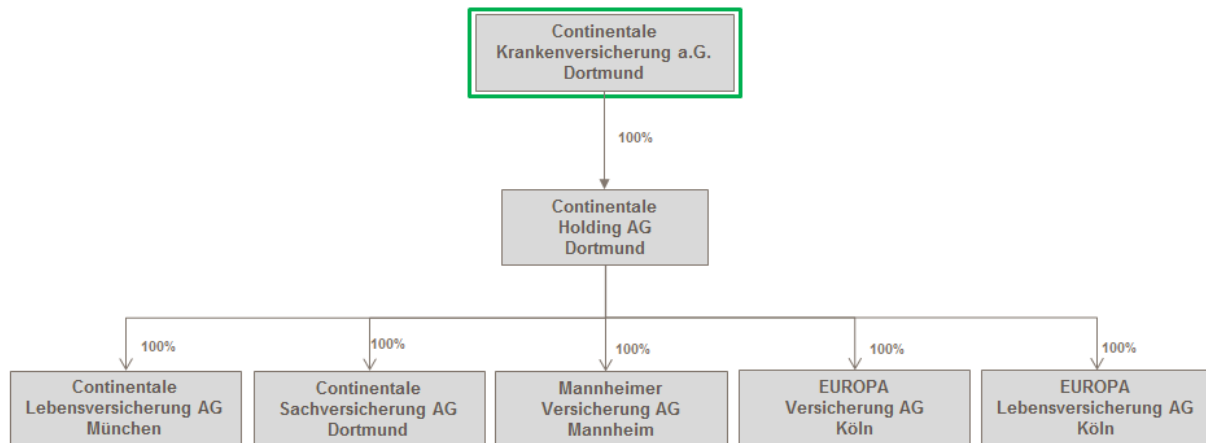 Continentale
Krankenversicherung a.G.
Dortmund
100%
Continentale
Holding AG
Dortmund
100%
100%
100%
100%
100%
Continentale
Lebensversicherung AG
München
Continentale
Sachversicherung AG
Dortmund
Mannheimer
Versicherung AG
Mannheim
EUROPA
Versicherung AG
Köln
EUROPA
Lebensversicherung AG
Köln